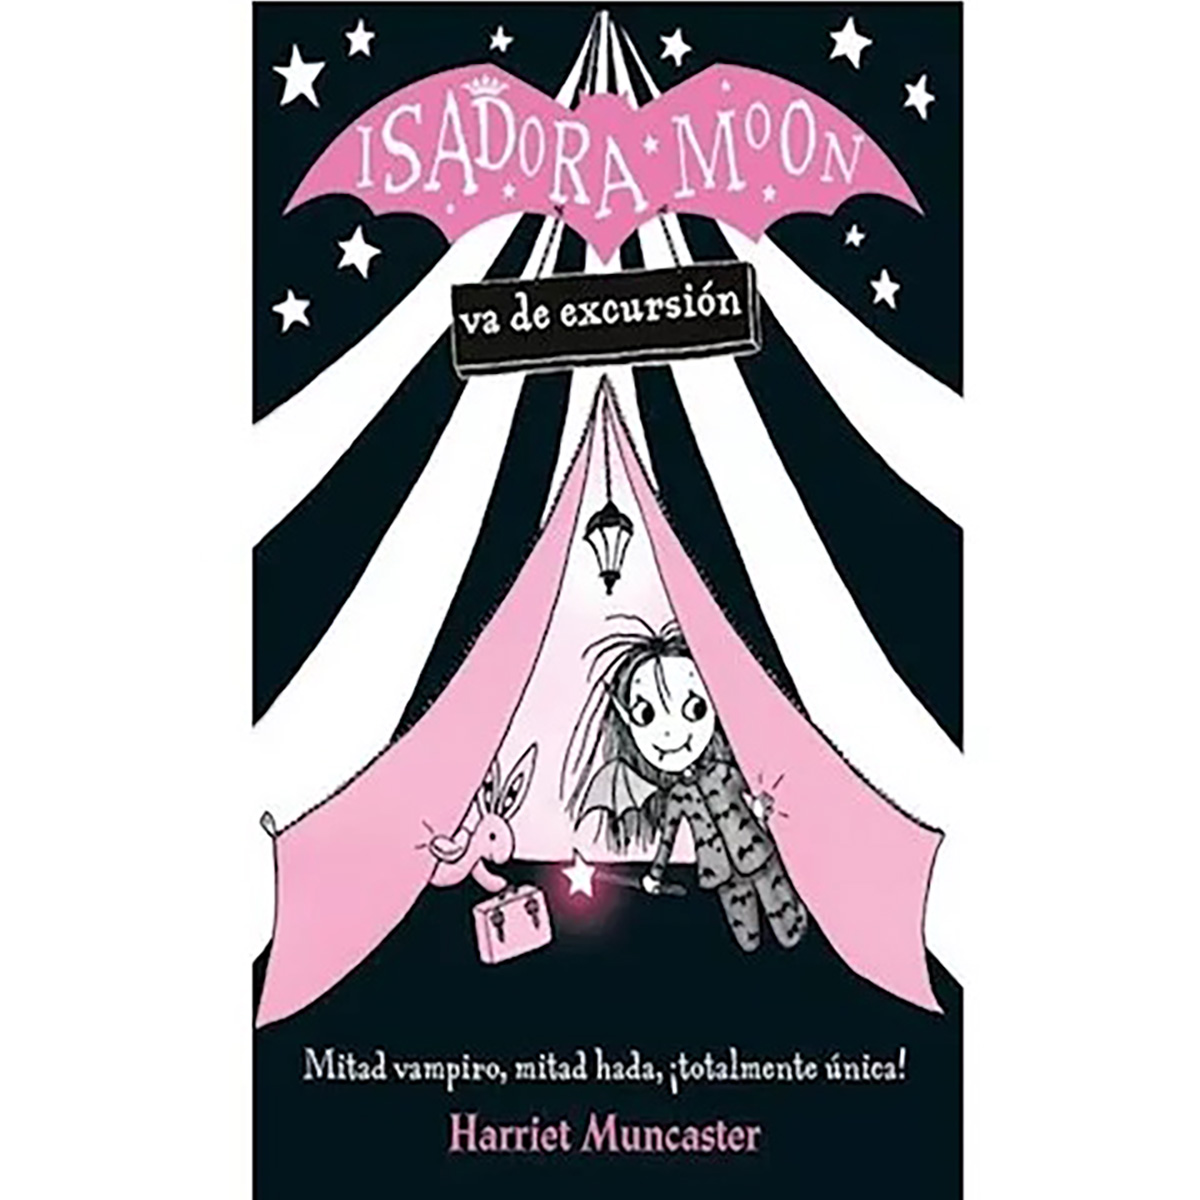 ISADORA MOON
va de excursión
Mitad vampiro, mitad hada, ¡totalmente única!
Harriet Muncaster